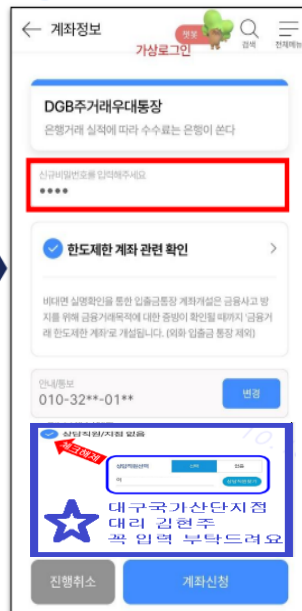 ← 계좌정보
챗봇
가상로그인
검색
전체메뉴
DGB주거래우대통장
은행거래 실적에 따라 수수료는 은행이 쏜다
신규비밀번호를 입력해주세요
한도제한 계좌 관련 확인
비대면 실명확인을 통한 입출금통장 계좌개설은 금융사고 방
지를 위해 금융거래목적에 대한 증빙이 확인될 때까지 '금융거
래 한도제한 계좌'로 개설됩니다. (외화 입출금 통장 제외)
안내/통보
010-32**-01**
변경
상담직원/지점 없음
체크해제
상담직원선택
대구국가산단지점
대리 김현주
꼭 입력 부탁드려요
진행취소
계좌신청